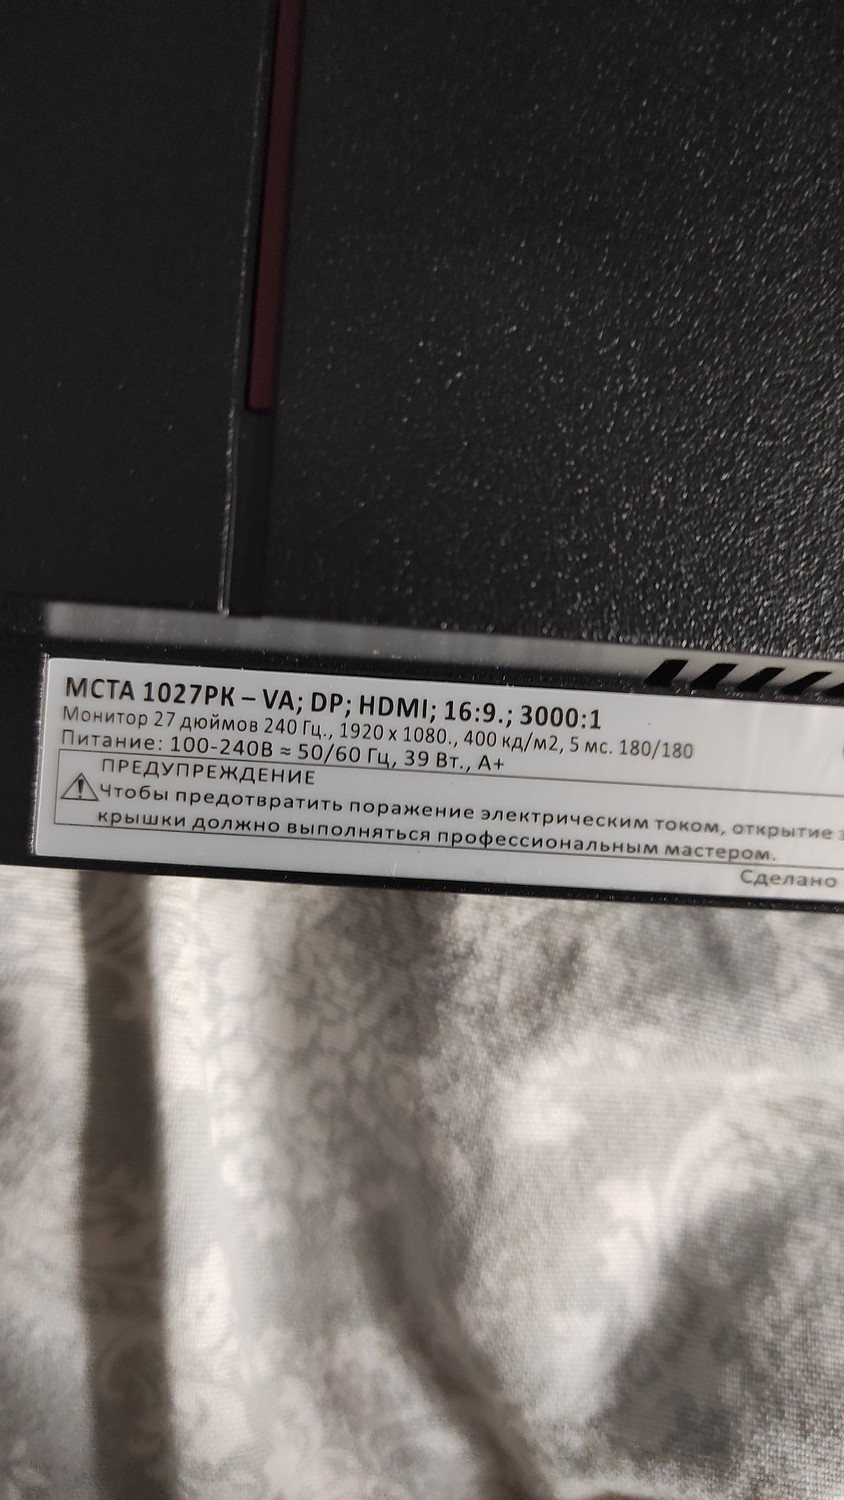 МСТА 1027РК – VA; DP; HDMI; 16:9.; 3000:1
Монитор 27 дюймов 240 Гц., 1920 x 1080., 400 кд/м2, 5 мс. 180/180
Питание: 100-240В ≂ 50/60 Гц, 39 Вт., А+
ПРЕДУПРЕЖДЕНИЕ
Чтобы предотвратить поражение электрическим током, открытие
крышки должно выполняться профессиональным мастером.
Сделано